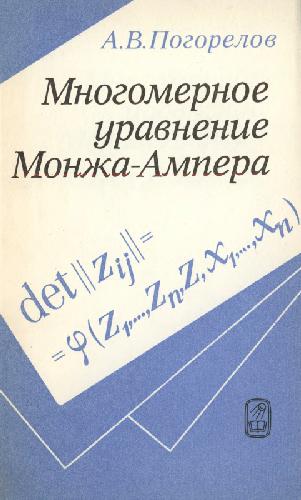 А.В.Погорелов
Многомерное
уравнение
Монжа-Ампера
det||z_ij||=
=φ(z_1,...,z_n,z,x_1,...,x_n)